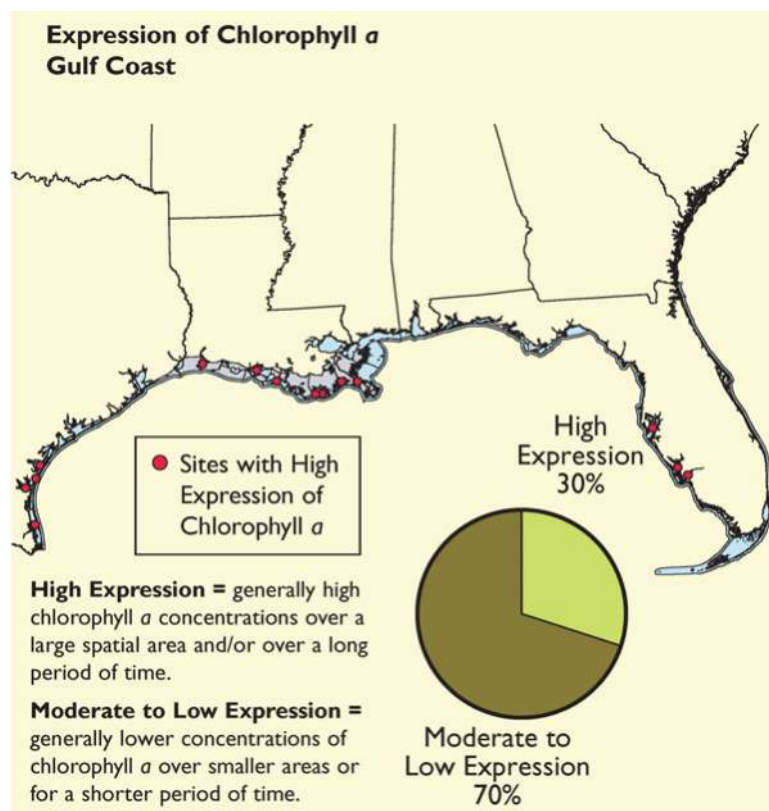 Expression of Chlorophyll a
Gulf Coast
Sites with High
Expression of
Chlorophyll a
High
Expression
30%
High Expression = generally high
chlorophyll a concentrations over a
large spatial area and/or over a long
period of time.
Moderate to Low Expression =
generally lower concentrations of
chlorophyll a over smaller areas or
for a shorter period of time.
Moderate to
Low Expression
70%